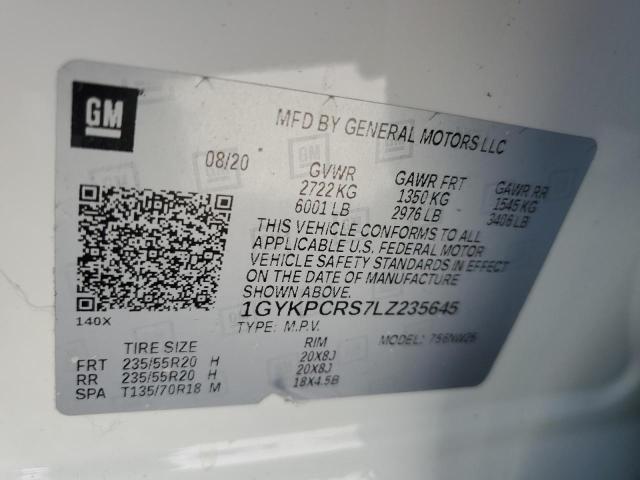 GM
MFD BY GENERAL MOTORS LLC
08/20
GVWR GAWR FRT GAWR RR
2722 KG 1350 KG 1545 KG
6001 LB 2976 LB 3406 LB
THIS VEHICLE CONFORMS TO ALL
APPLICABLE U.S. FEDERAL MOTOR
VEHICLE SAFETY STANDARDS IN EFFECT
ON THE DATE OF MANUFACTURE
SHOWN ABOVE.
140X
1GYKPCRS7LZ235645
TYPE: M.P.V. MODEL:
TIRE SIZE RIM
FRT 235/55R20 H 20X8J
RR 235/55R20 H 20X8J
SPA T135/70R18 M 18X4.5B